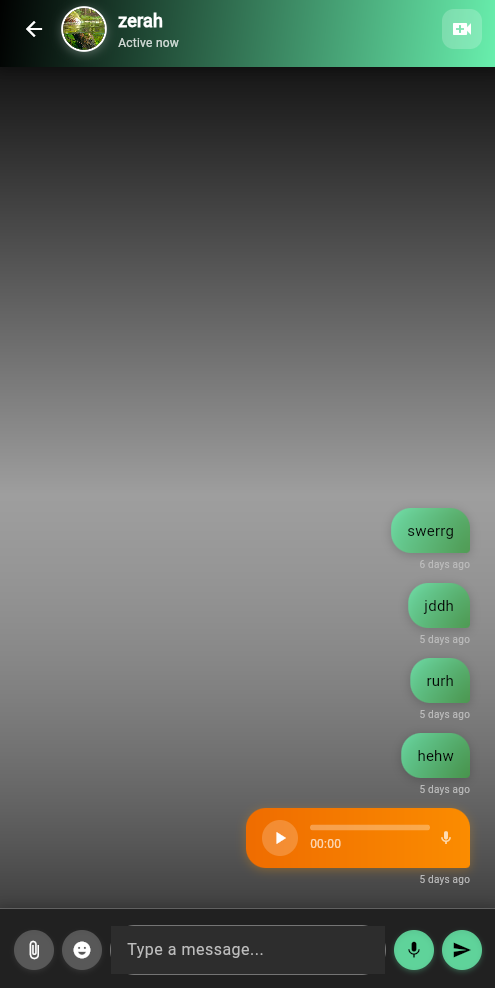 zerah
Active now
swerrg
6 days ago
jddh
5 days ago
rurh
5 days ago
hehw
5 days ago
00:00
5 days ago
Type a message...